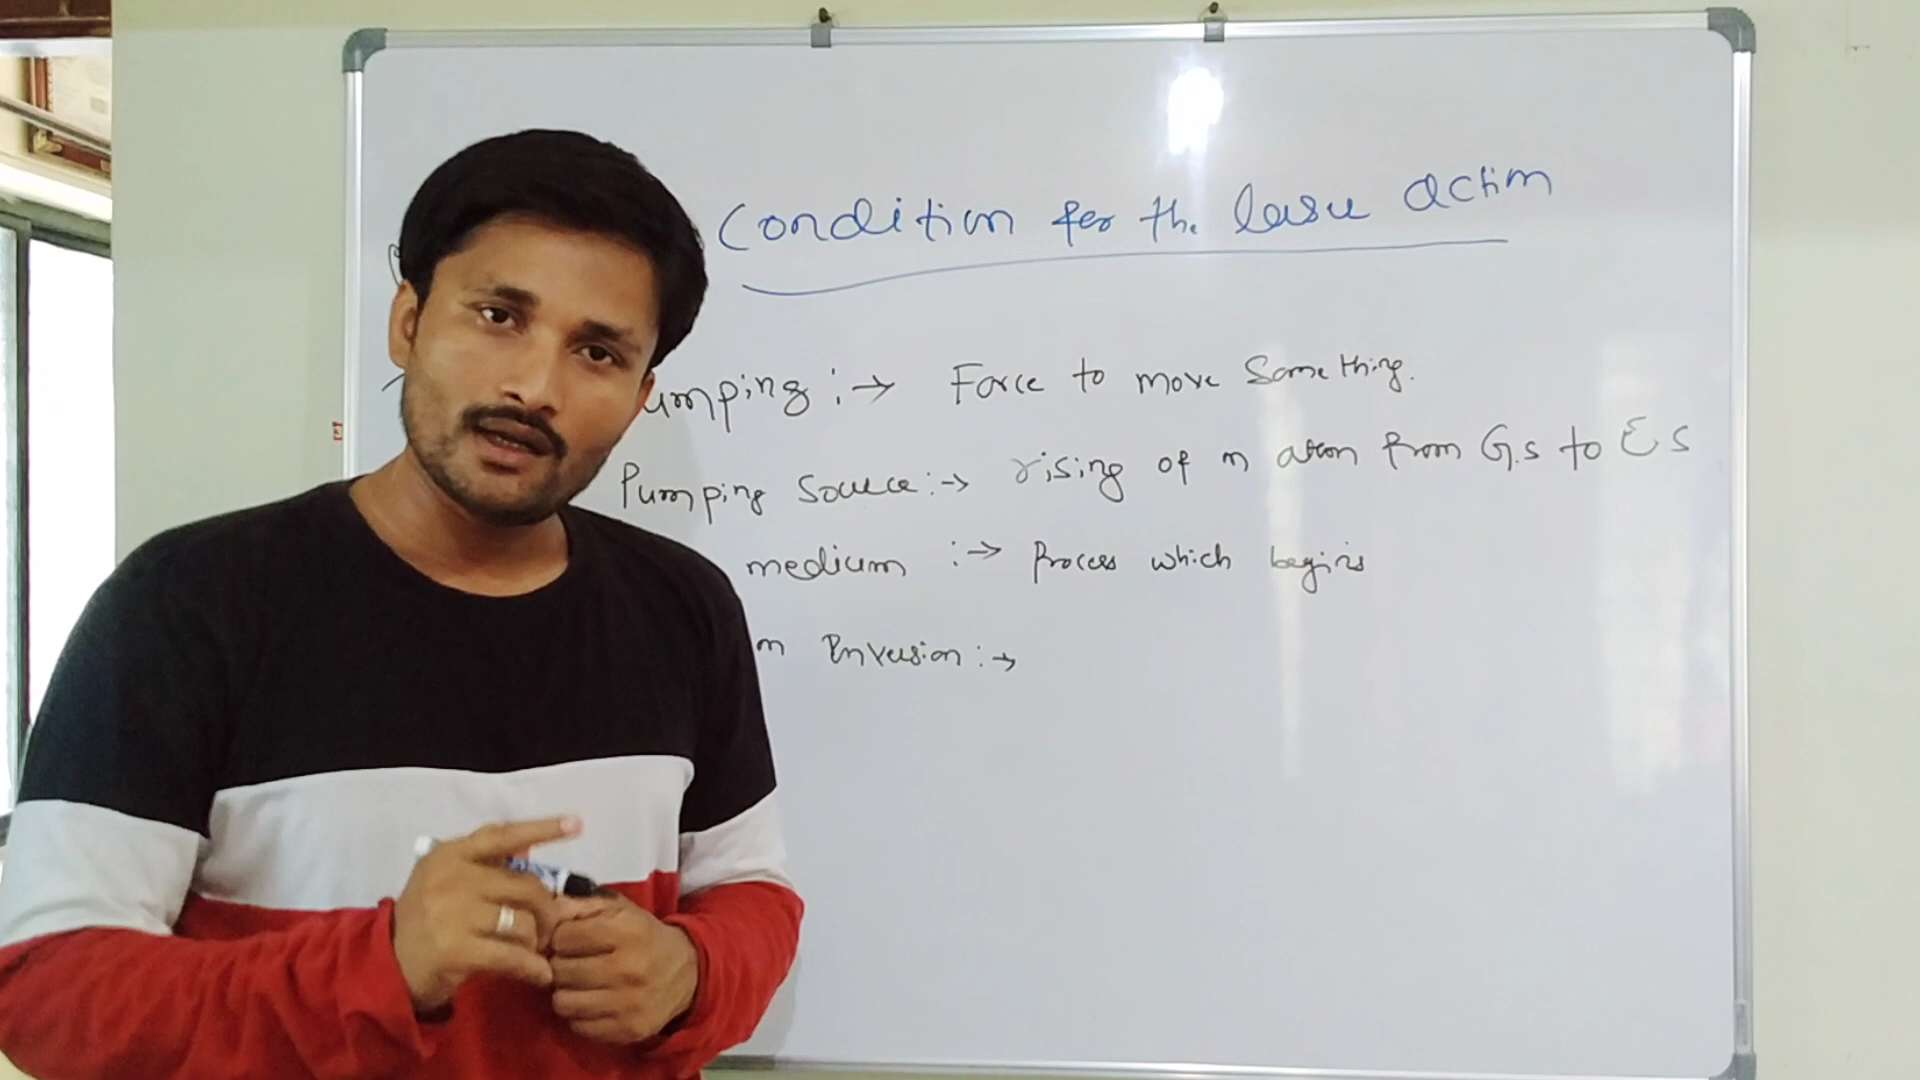 Condition for the laser action
umping :→ Force to move Something.
Pumping Source :→ rising of n atom from G.S to E S
medium :→ Process which begins
n Inversion :→